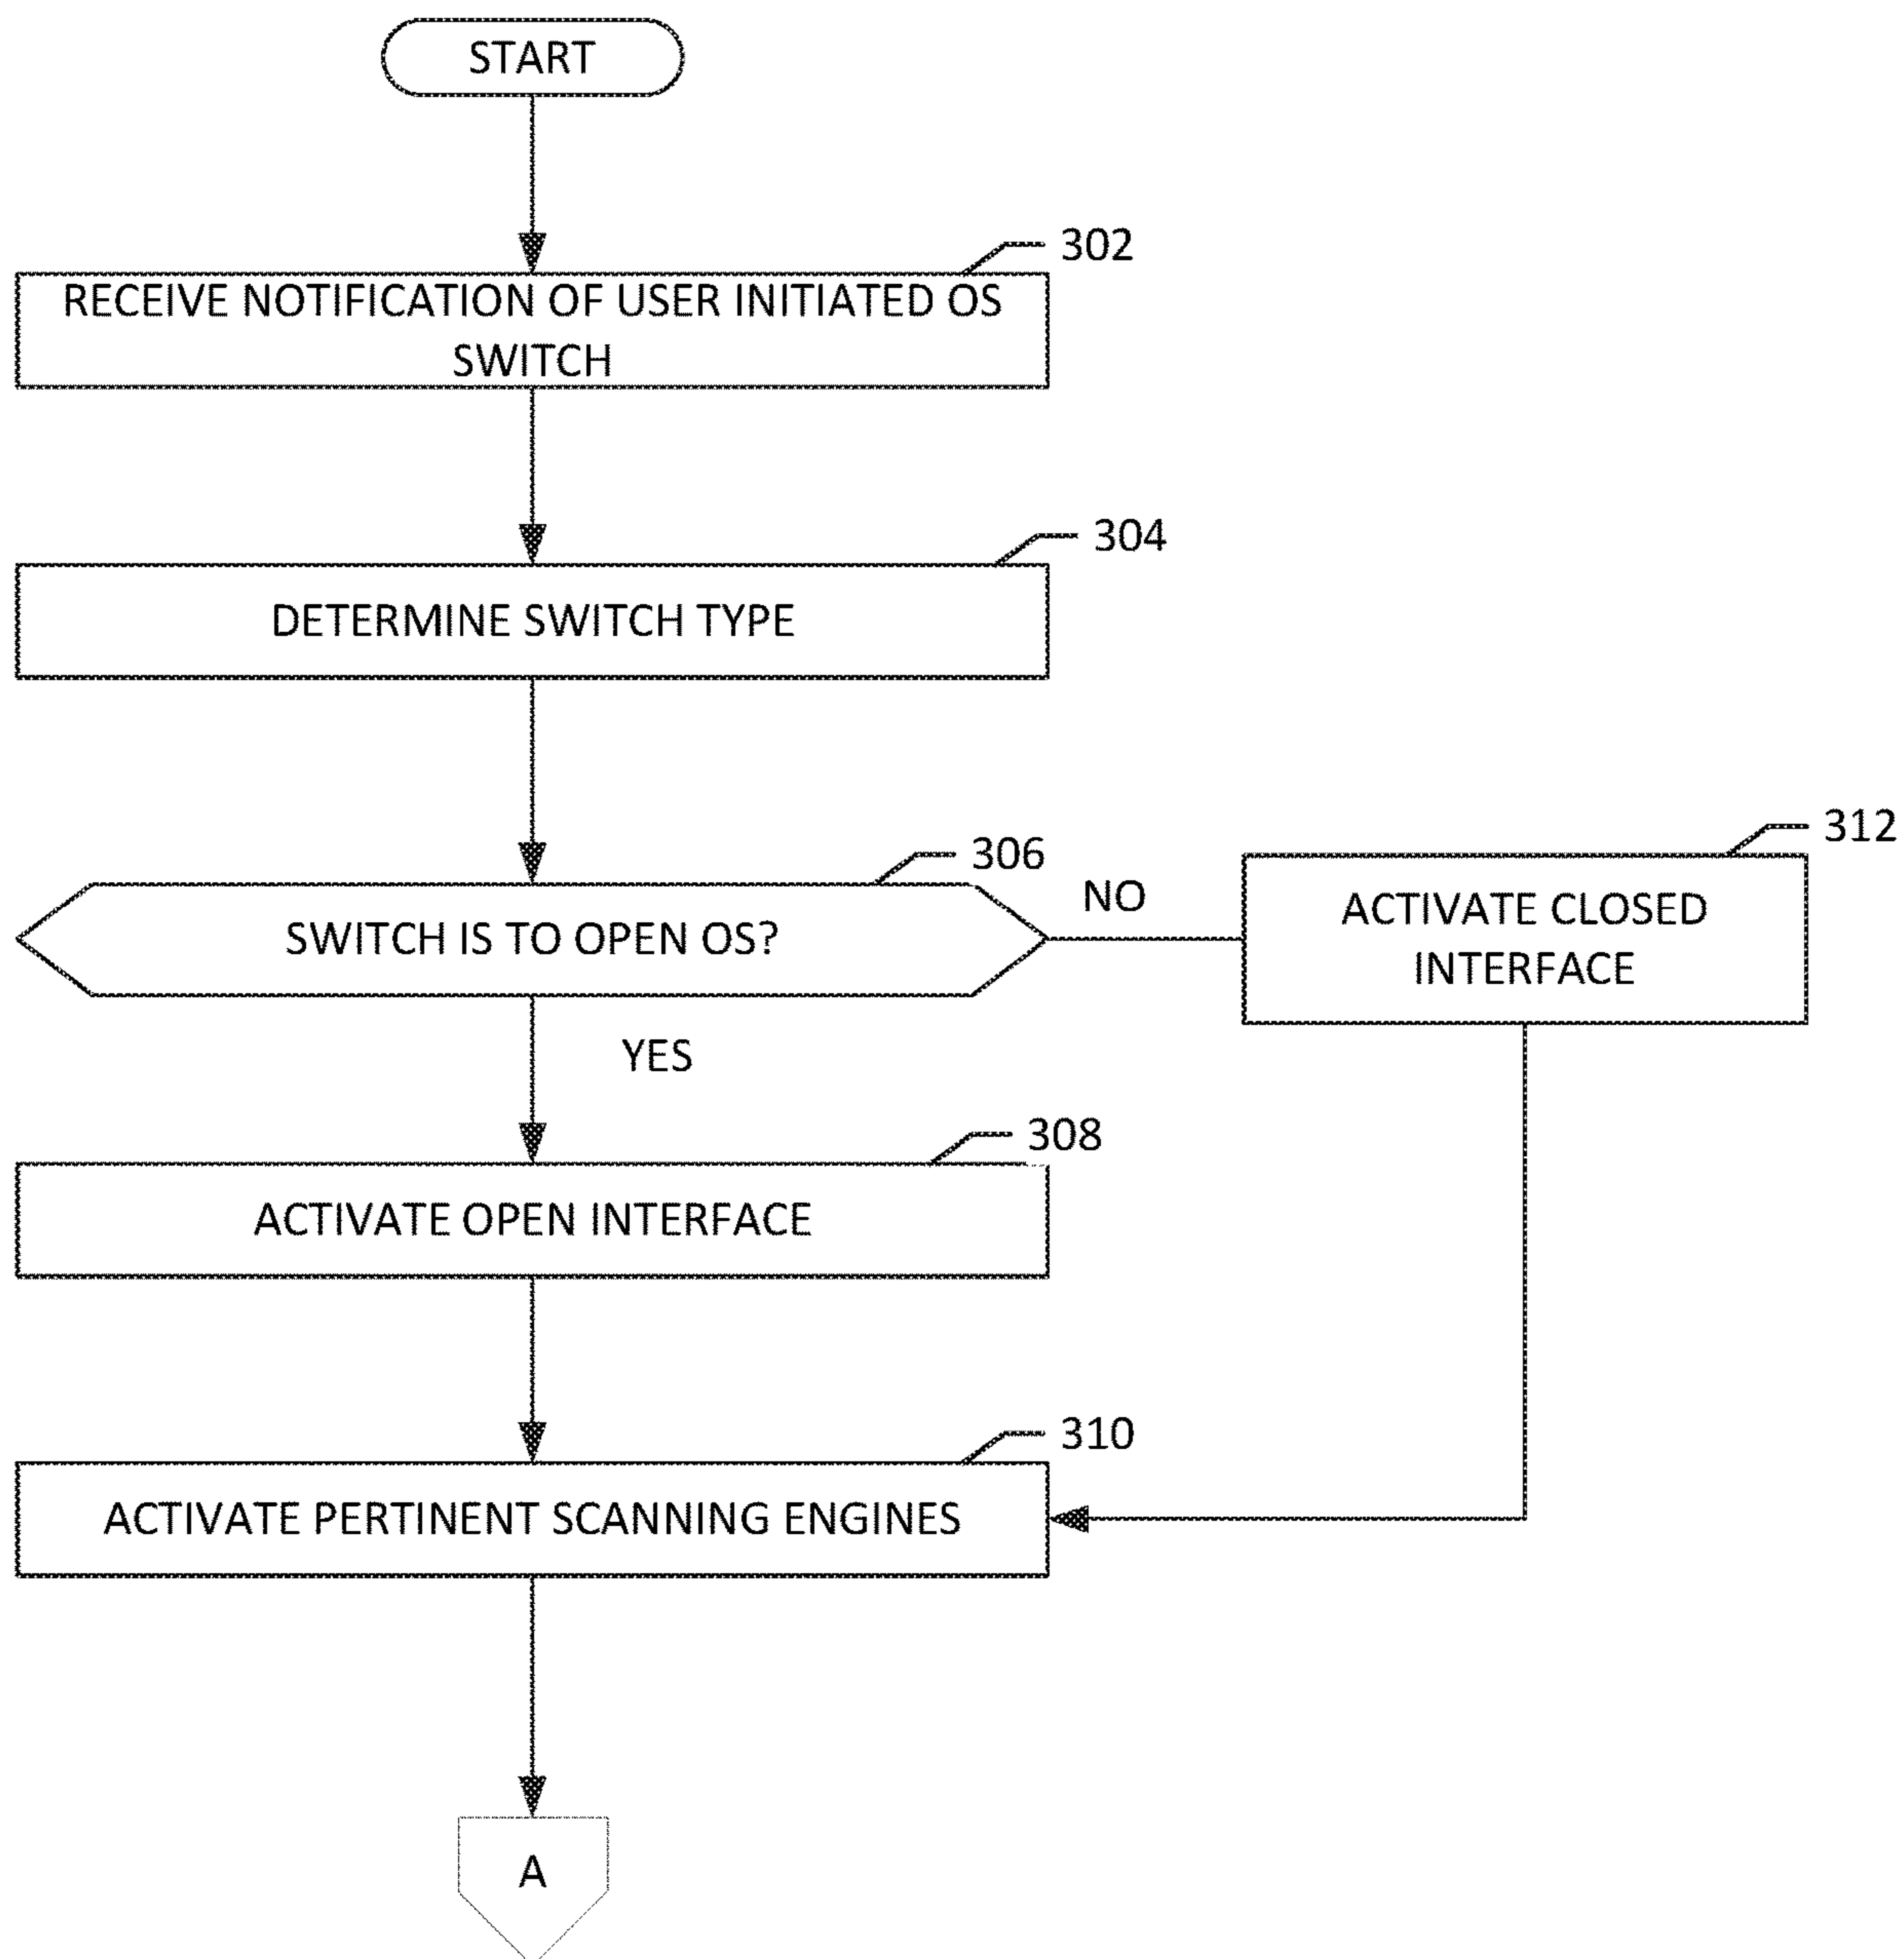 START
302
RECEIVE NOTIFICATION OF USER INITIATED OS
SWITCH
304
DETERMINE SWITCH TYPE
306
SWITCH IS TO OPEN OS?
NO
312
ACTIVATE CLOSED
INTERFACE
YES
308
ACTIVATE OPEN INTERFACE
310
ACTIVATE PERTINENT SCANNING ENGINES
A